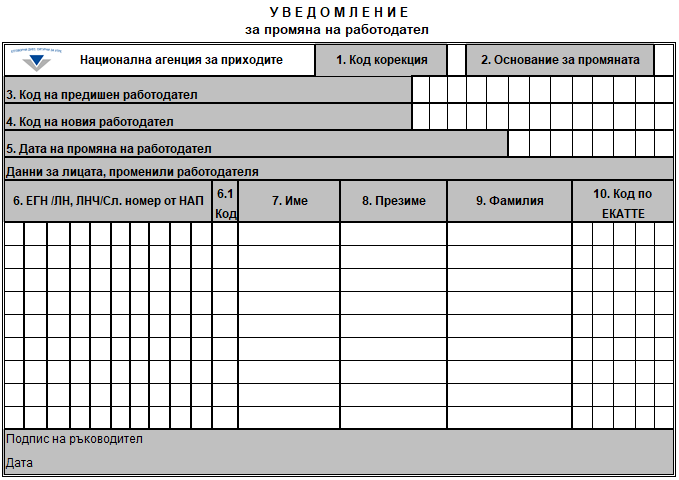 У В Е Д О М Л Е Н И Е
за промяна на работодател
Национална агенция за приходите
1. Код корекция
2. Основание за промяната
3. Код на предишен работодател
4. Код на новия работодател
5. Дата на промяна на работодател
Данни за лицата, променили работодателя
6. ЕГН /ЛН, ЛНЧ/Сл. номер от НАП
6.1
Код
7. Име
8. Презиме
9. Фамилия
10. Код по
ЕКАТТЕ
Подпис на ръководител
Дата